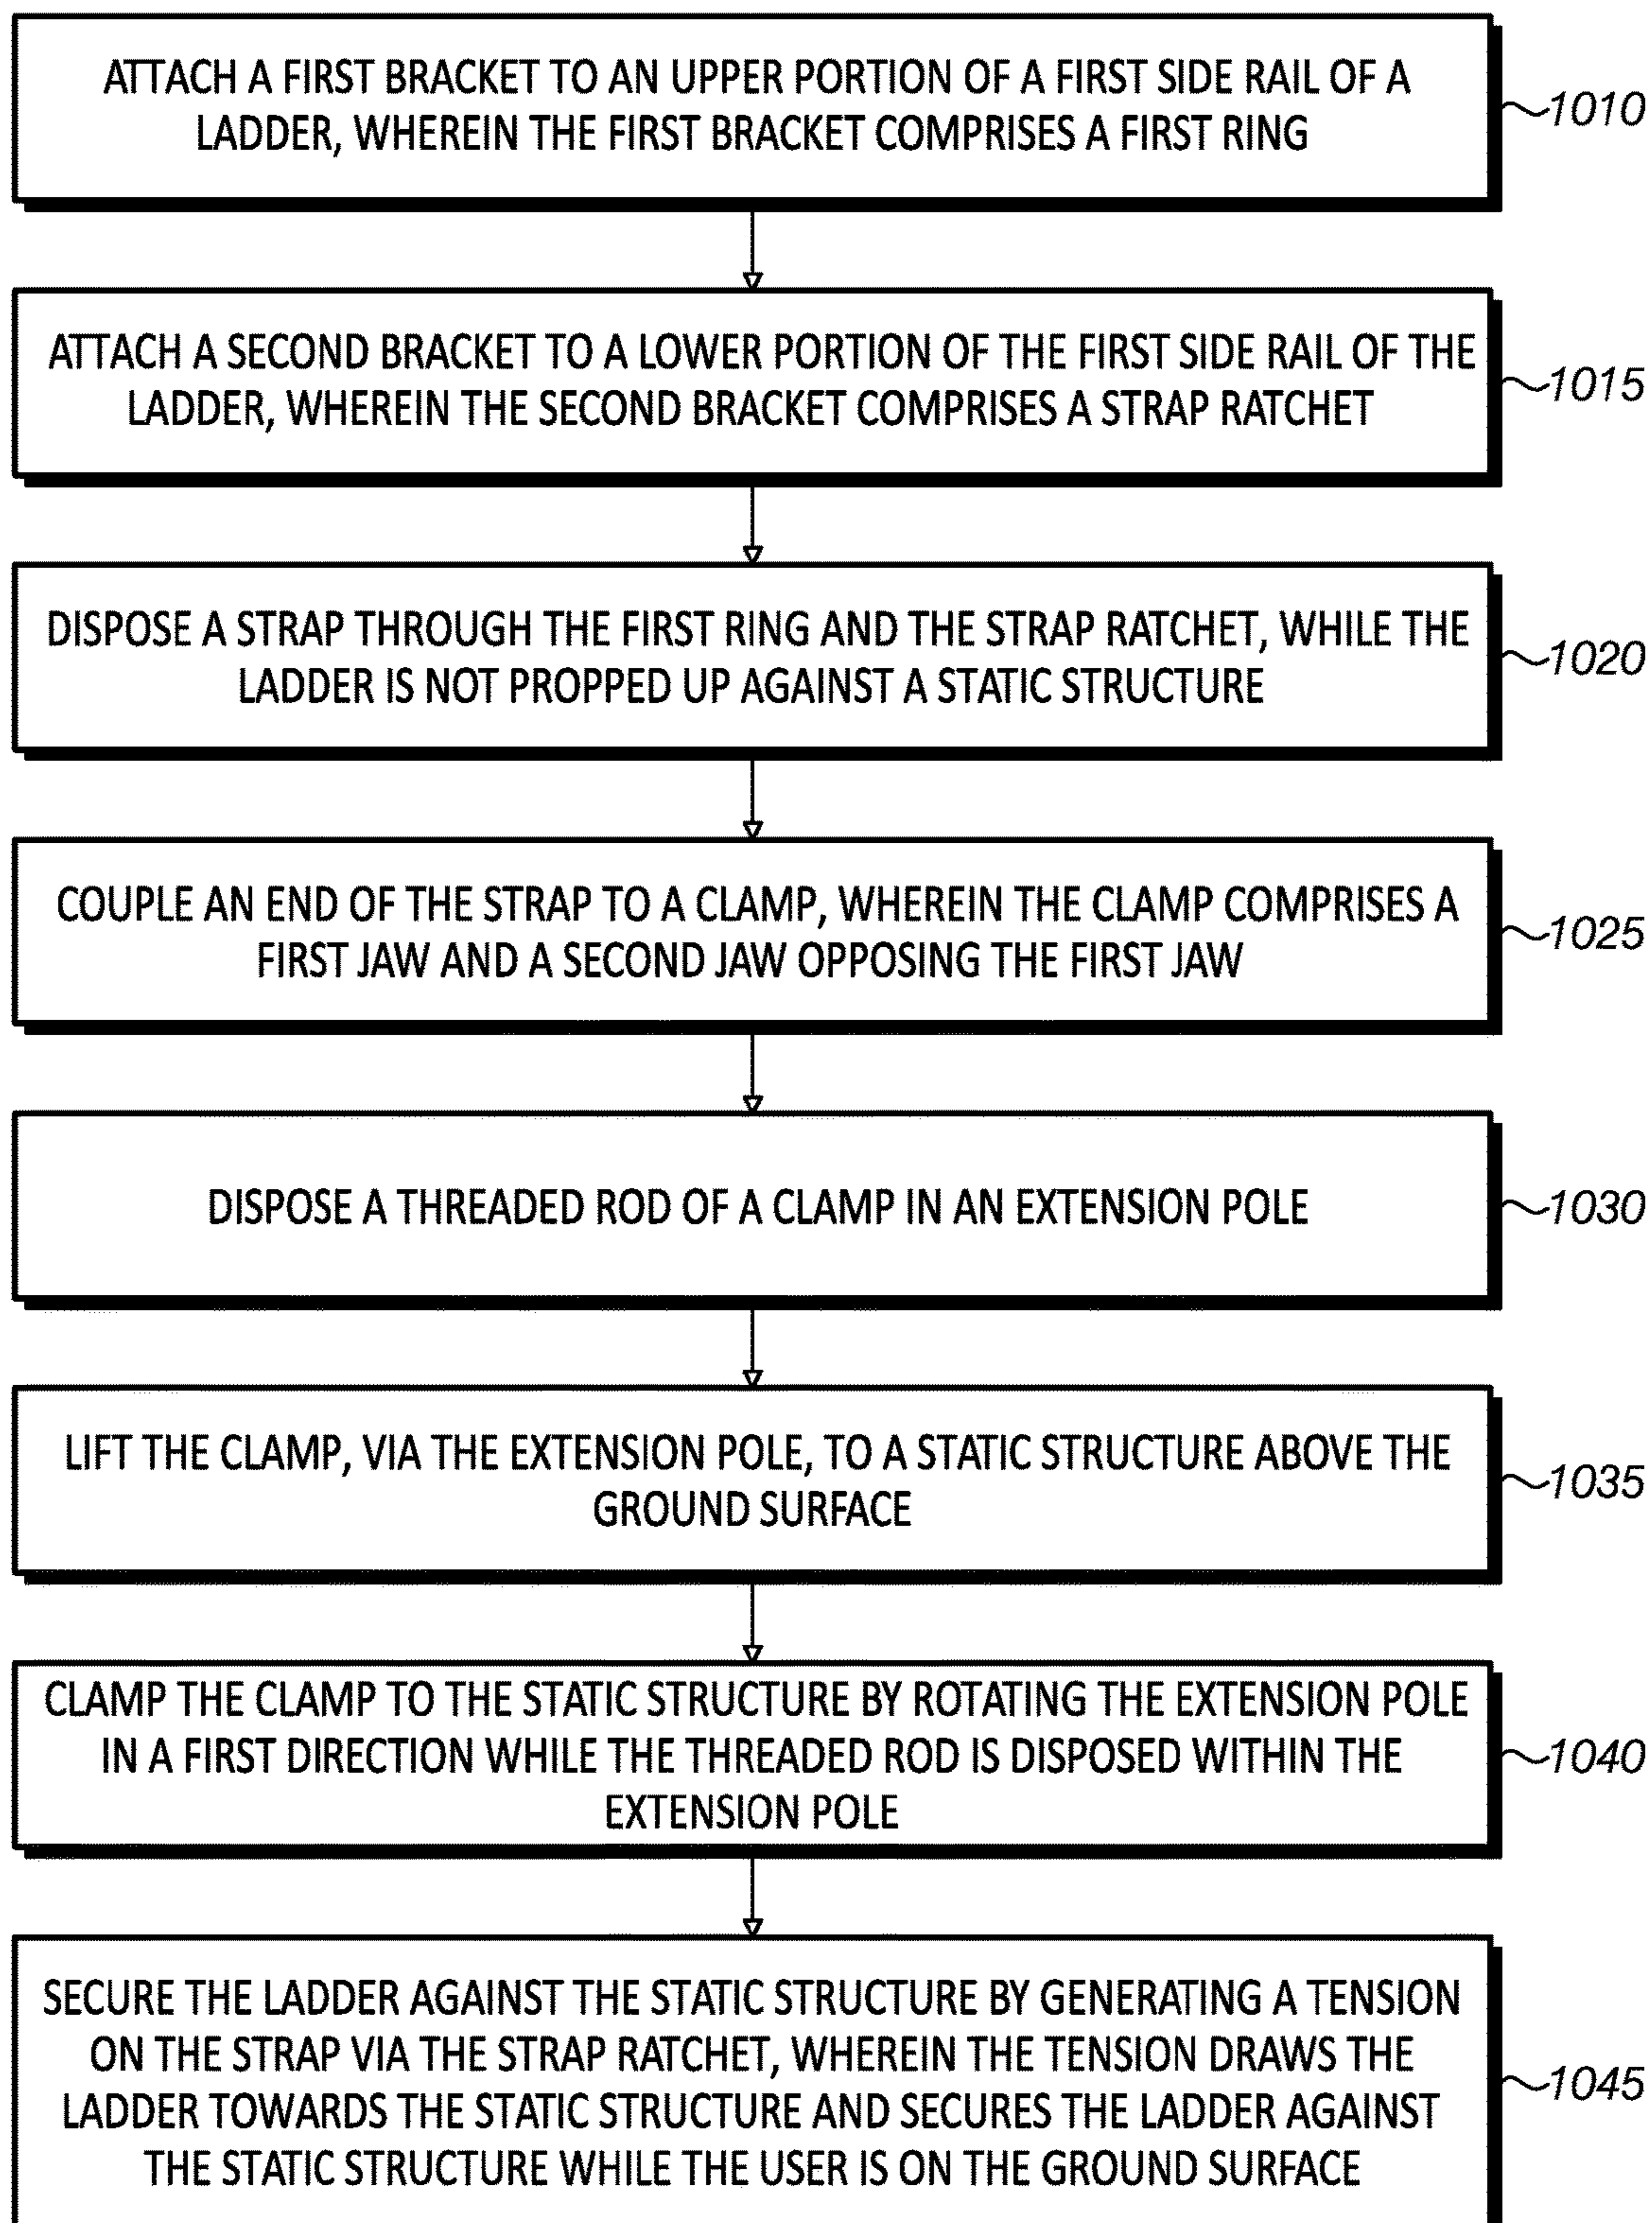 ATTACH A FIRST BRACKET TO AN UPPER PORTION OF A FIRST SIDE RAIL OF A
LADDER, WHEREIN THE FIRST BRACKET COMPRISES A FIRST RING
1010
ATTACH A SECOND BRACKET TO A LOWER PORTION OF THE FIRST SIDE RAIL OF THE
LADDER, WHEREIN THE SECOND BRACKET COMPRISES A STRAP RATCHET
1015
DISPOSE A STRAP THROUGH THE FIRST RING AND THE STRAP RATCHET, WHILE THE
LADDER IS NOT PROPPED UP AGAINST A STATIC STRUCTURE
1020
COUPLE AN END OF THE STRAP TO A CLAMP, WHEREIN THE CLAMP COMPRISES A
FIRST JAW AND A SECOND JAW OPPOSING THE FIRST JAW
1025
DISPOSE A THREADED ROD OF A CLAMP IN AN EXTENSION POLE
1030
LIFT THE CLAMP, VIA THE EXTENSION POLE, TO A STATIC STRUCTURE ABOVE THE
GROUND SURFACE
1035
CLAMP THE CLAMP TO THE STATIC STRUCTURE BY ROTATING THE EXTENSION POLE
IN A FIRST DIRECTION WHILE THE THREADED ROD IS DISPOSED WITHIN THE
EXTENSION POLE
1040
SECURE THE LADDER AGAINST THE STATIC STRUCTURE BY GENERATING A TENSION
ON THE STRAP VIA THE STRAP RATCHET, WHEREIN THE TENSION DRAWS THE
LADDER TOWARDS THE STATIC STRUCTURE AND SECURES THE LADDER AGAINST
THE STATIC STRUCTURE WHILE THE USER IS ON THE GROUND SURFACE
1045